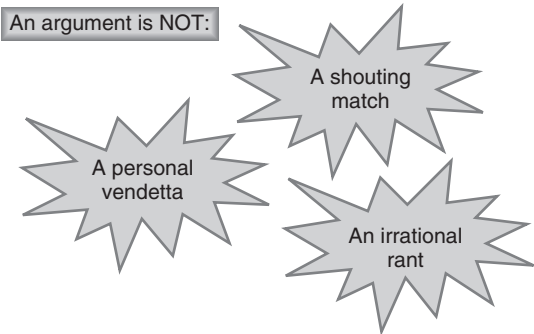 An argument is NOT:
A shouting
match
A personal
vendetta
An irrational
rant